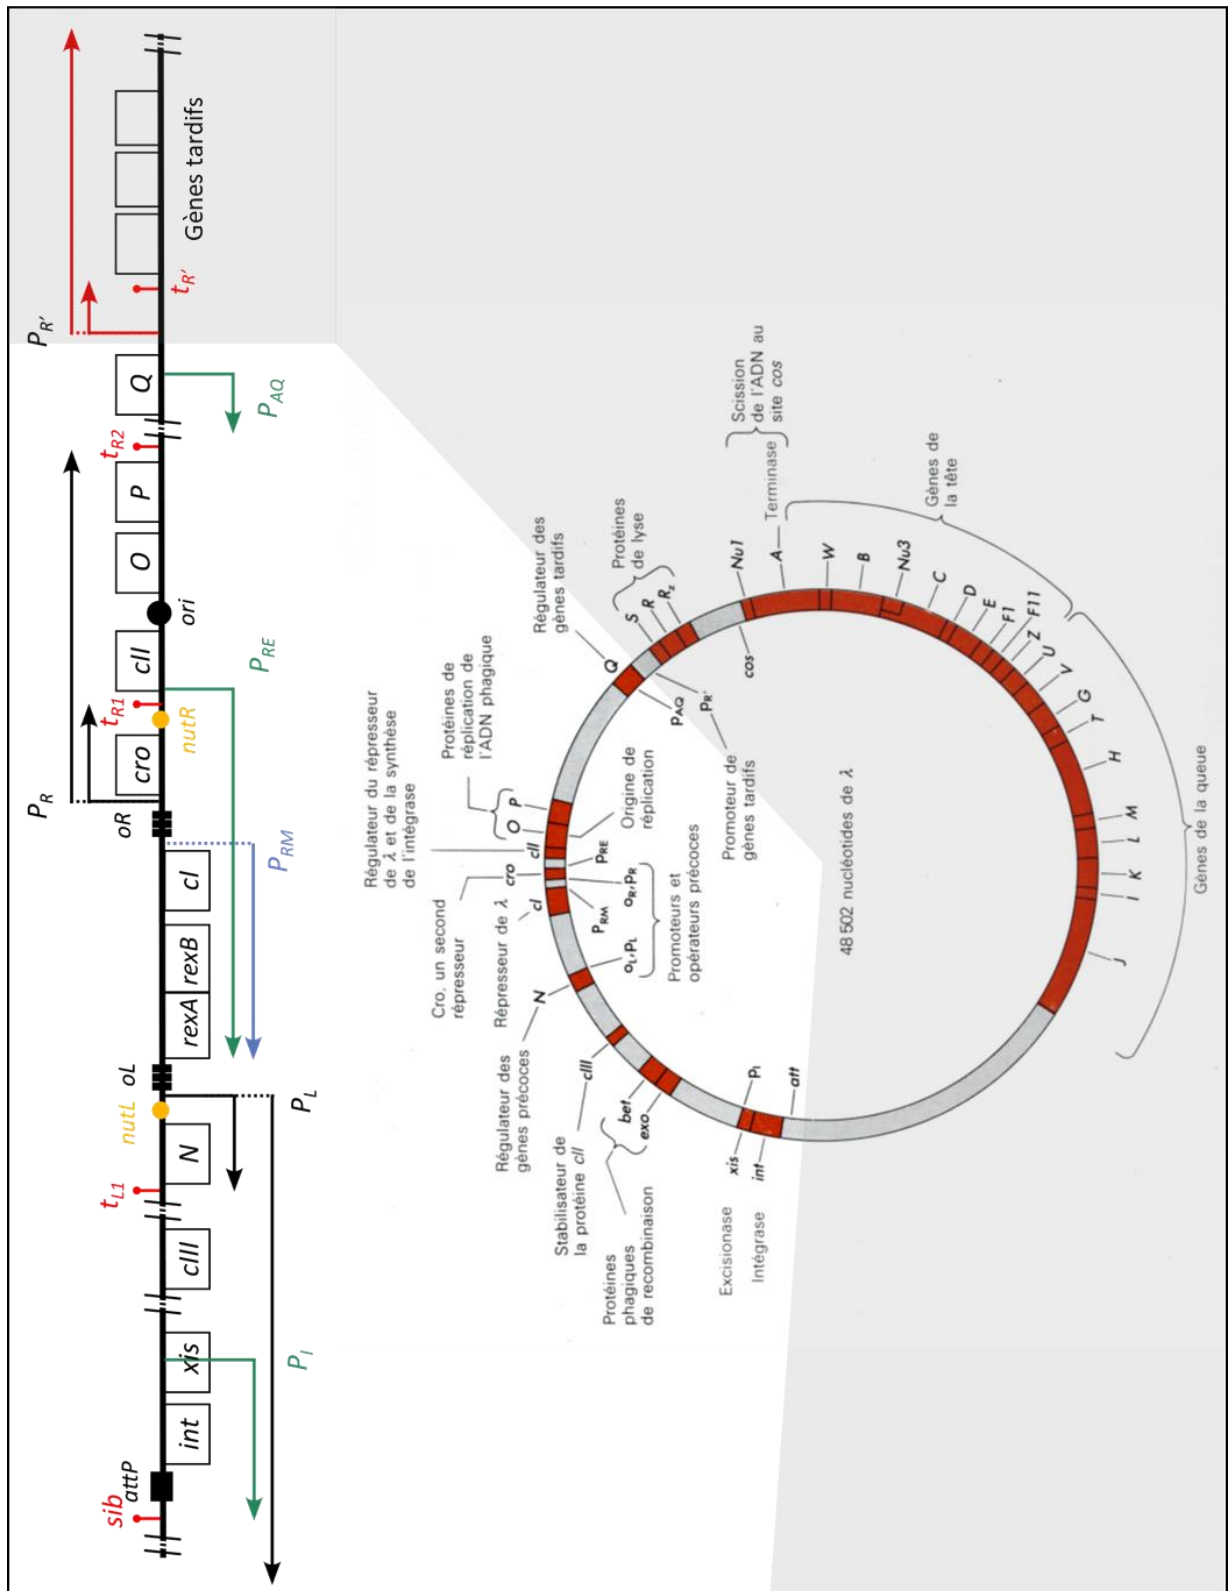 sib
attP
int
xis
P_I
cIII
t_L1
N
nutL
P_L
oL
rexA
rexB
cI
P_RM
oR
P_R
cro
nutR
t_R1
P_RE
cII
ori
O
P
t_R2
Q
P_AQ
P_R'
t_R'
Gènes tardifs
Régulateur du répresseur
de λ et de la synthèse
de l'intégrase
Protéines de
réplication de
l'ADN phagique
Régulateur des
gènes tardifs
Protéines
de lyse
Scission
de l'ADN au
site cos
Terminase
Gènes de
la tête
Gènes de la queue
Cro, un second
répresseur
Répresseur de λ
Régulateur des
gènes précoces
Stabilisateur de
la protéine cII
Protéines
phagiques
de recombinaison
Excisionase
Intégrase
xis
int
P_I
att
exo
bet
cIII
N
o_L,P_L
cI
P_RM
cro
o_R,P_R
cII
P_RE
O
P
Origine de
réplication
Promoteurs et
opérateurs précoces
Promoteur de
gènes tardifs
Q
P_AQ
P_R'
S
R
R_z
cos
Nu1
A
W
B
Nu3
C
D
E
F1
F11
Z
U
V
G
T
H
M
L
K
I
J
48 502 nucléotides de λ